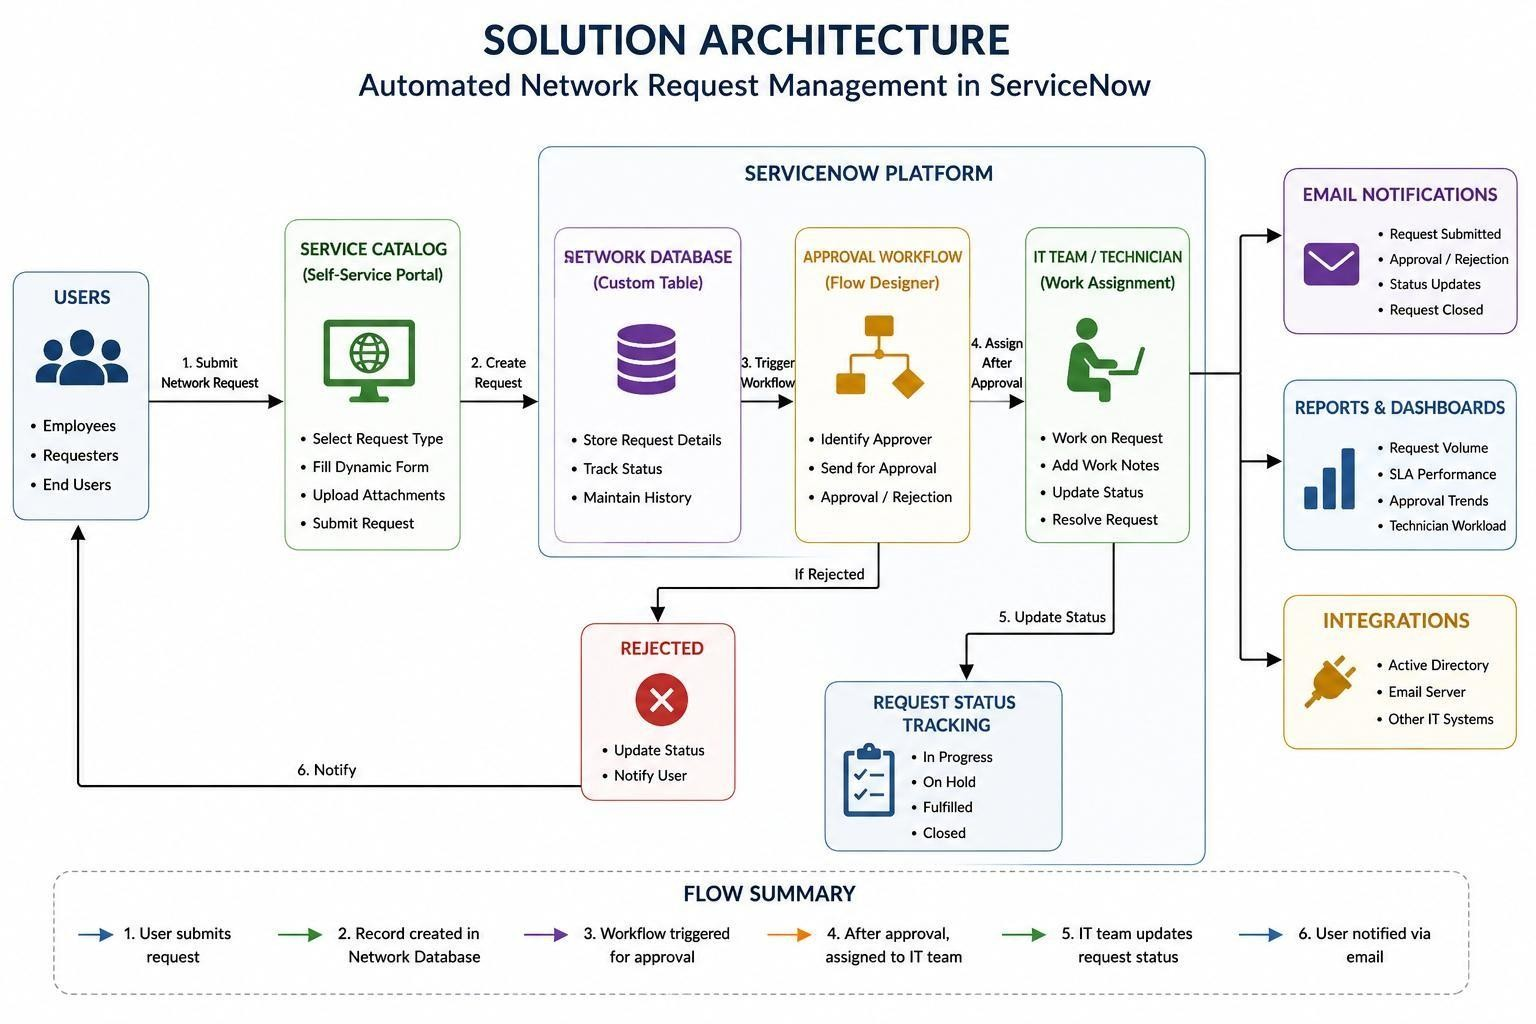 SOLUTION ARCHITECTURE
Automated Network Request Management in ServiceNow
SERVICENOW PLATFORM
USERS
• Employees
• Requesters
• End Users
1. Submit
Network Request
SERVICE CATALOG
(Self-Service Portal)
• Select Request Type
• Fill Dynamic Form
• Upload Attachments
• Submit Request
2. Create
Request
NETWORK DATABASE
(Custom Table)
• Store Request Details
• Track Status
• Maintain History
3. Trigger
Workflow
APPROVAL WORKFLOW
(Flow Designer)
• Identify Approver
• Send for Approval
• Approval / Rejection
4. Assign
After
Approval
IT TEAM / TECHNICIAN
(Work Assignment)
• Work on Request
• Add Work Notes
• Update Status
• Resolve Request
EMAIL NOTIFICATIONS
• Request Submitted
• Approval / Rejection
• Status Updates
• Request Closed
REPORTS & DASHBOARDS
• Request Volume
• SLA Performance
• Approval Trends
• Technician Workload
INTEGRATIONS
• Active Directory
• Email Server
• Other IT Systems
If Rejected
REJECTED
• Update Status
• Notify User
6. Notify
5. Update Status
REQUEST STATUS
TRACKING
• In Progress
• On Hold
• Fulfilled
• Closed
FLOW SUMMARY
1. User submits
request
2. Record created in
Network Database
3. Workflow triggered
for approval
4. After approval,
assigned to IT team
5. IT team updates
request status
6. User notified via
email